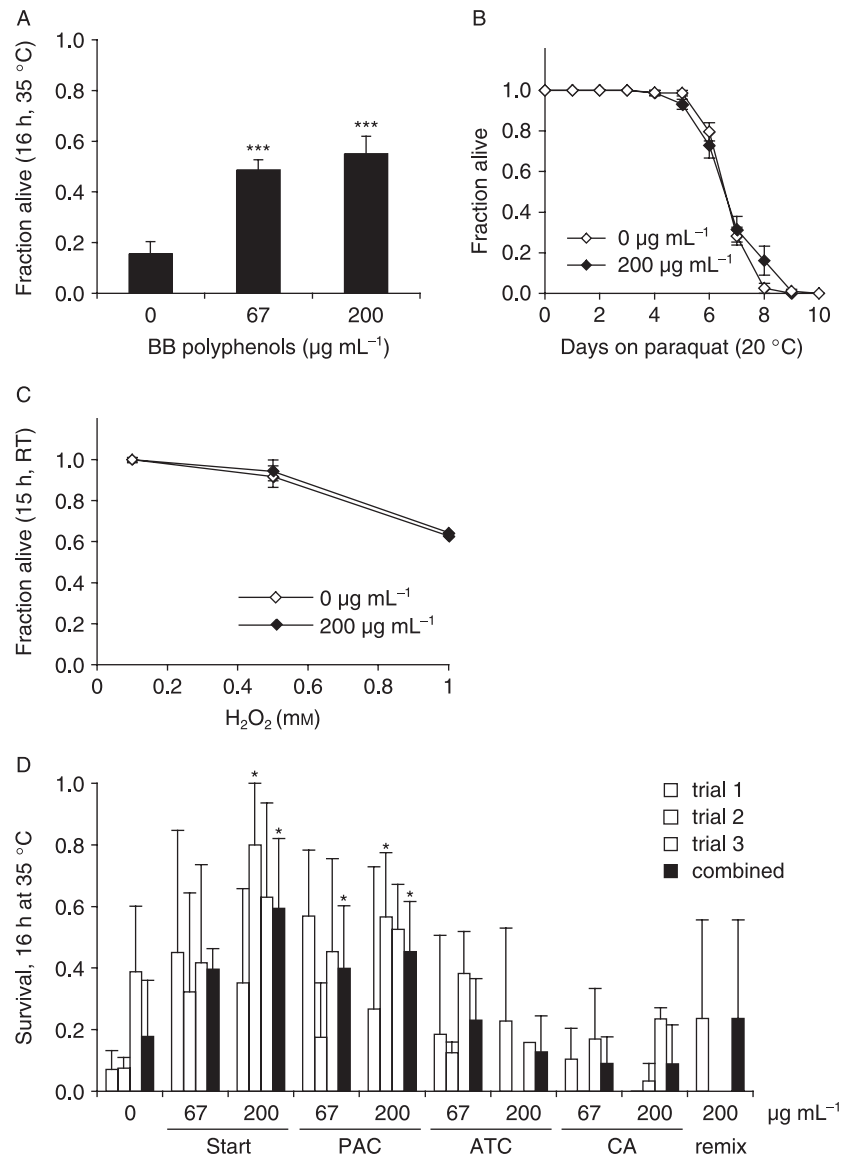 A
Fraction alive (16 h, 35 °C)
1.0
0.8
0.6
0.4
0.2
0.0
***
***
0 67 200
BB polyphenols (µg mL⁻¹)
B
Fraction alive
1.0
0.8
0.6
0.4
0.2
0.0
0 µg mL⁻¹
200 µg mL⁻¹
0 2 4 6 8 10
Days on paraquat (20 °C)
C
Fraction alive (15 h, RT)
1.0
0.8
0.6
0.4
0.2
0.0
0 µg mL⁻¹
200 µg mL⁻¹
0 0.2 0.4 0.6 0.8 1
H₂O₂ (mM)
D
Survival, 16 h at 35 °C
1.0
0.8
0.6
0.4
0.2
0.0
*
*
*
*
*
trial 1
trial 2
trial 3
combined
0 67 200 67 200 67 200 67 200 200 µg mL⁻¹
Start PAC ATC CA remix